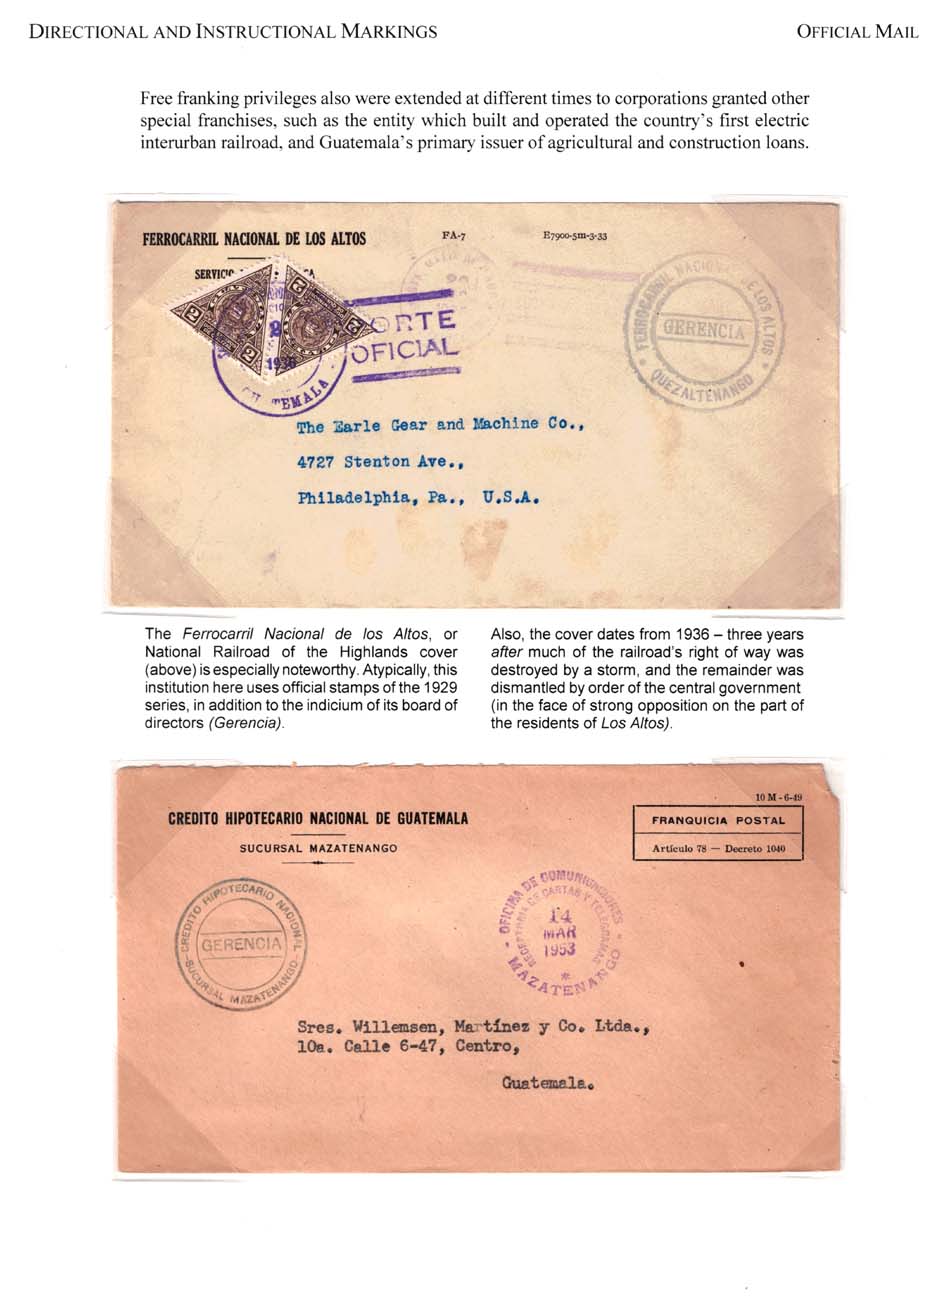 DIRECTIONAL AND INSTRUCTIONAL MARKINGS
OFFICIAL MAIL
Free franking privileges also were extended at different times to corporations granted other
special franchises, such as the entity which built and operated the country's first electric
interurban railroad, and Guatemala's primary issuer of agricultural and construction loans.
FERROCARRIL NACIONAL DE LOS ALTOS
FA-7
E7900-5m-3-33
2
2
2
2
2
1936
PORTE
OFICIAL
FERROCARRIL NACIONAL DE LOS ALTOS
GERENCIA
QUEZALTENANGO
The Earle Gear and Machine Co.,
4727 Stenton Ave.,
Philadelphia, Pa., U.S.A.
The Ferrocarril Nacional de los Altos, or
National Railroad of the Highlands cover
(above) is especially noteworthy. Atypically, this
institution here uses official stamps of the 1929
series, in addition to the indicium of its board of
directors (Gerencia).
Also, the cover dates from 1936 – three years
after much of the railroad's right of way was
destroyed by a storm, and the remainder was
dismantled by order of the central government
(in the face of strong opposition on the part of
the residents of Los Altos).
10 M - 6-49
CREDITO HIPOTECARIO NACIONAL DE GUATEMALA
SUCURSAL MAZATENANGO
FRANQUICIA POSTAL
Artículo 78 — Decreto 1040
CREDITO HIPOTECARIO NACIONAL
GERENCIA
SUCURSAL MAZATENANGO
OFICINA DE COMUNICACIONES
RECEPTORIA DE CARTAS Y TELEGRAMAS
14
MAR
1953
MAZATENANGO
Sres. Willemsen, Martínez y Co. Ltda.,
10a. Calle 6-47, Centro,
Guatemala.